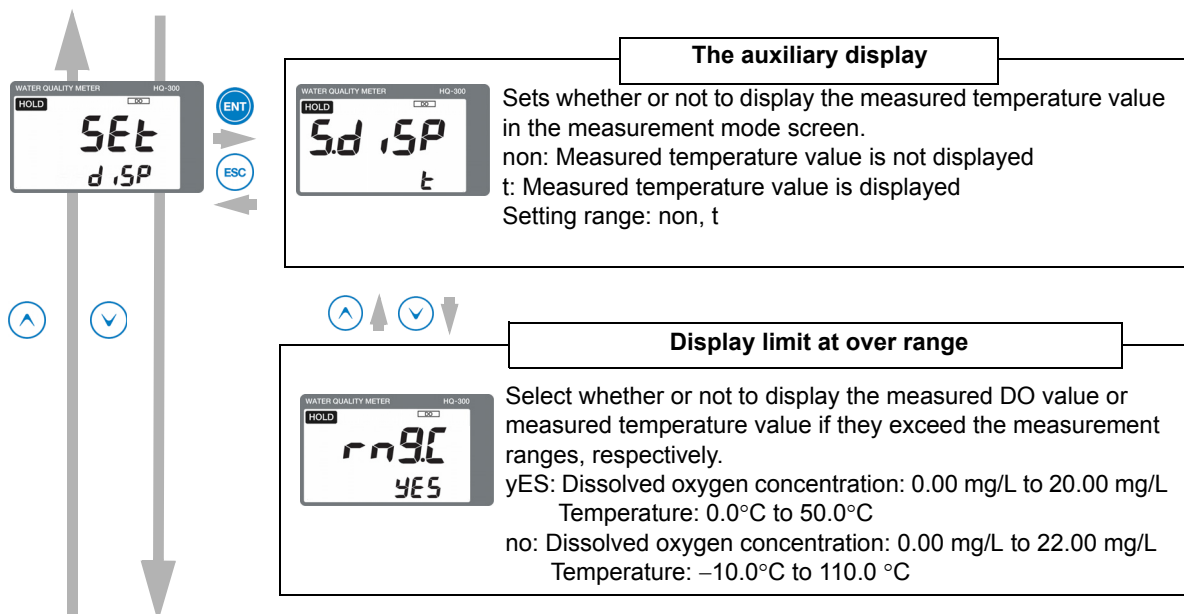 WATER QUALITY METER HQ-300
HOLD DO
SEt
diSP
ENT
ESC
The auxiliary display
WATER QUALITY METER HQ-300
HOLD DO
S.diSP
t
Sets whether or not to display the measured temperature value
in the measurement mode screen.
non: Measured temperature value is not displayed
t: Measured temperature value is displayed
Setting range: non, t
Display limit at over range
WATER QUALITY METER HQ-300
HOLD DO
rn9.C
YES
Select whether or not to display the measured DO value or
measured temperature value if they exceed the measurement
ranges, respectively.
yES: Dissolved oxygen concentration: 0.00 mg/L to 20.00 mg/L
Temperature: 0.0°C to 50.0°C
no: Dissolved oxygen concentration: 0.00 mg/L to 22.00 mg/L
Temperature: −10.0°C to 110.0 °C